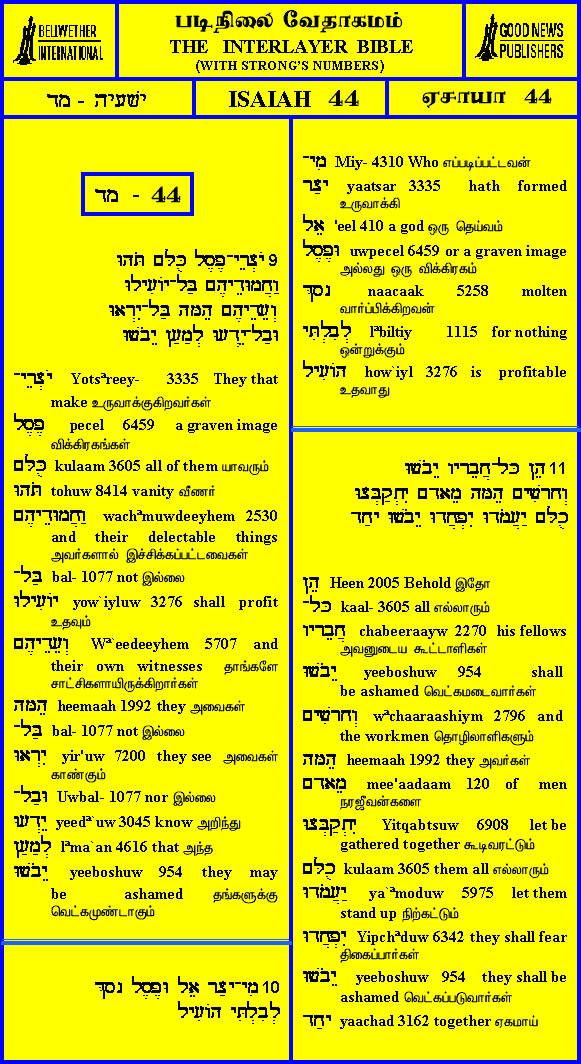 BELLWETHER
INTERNATIONAL
படிநிலை வேதாகமம்
THE INTERLAYER BIBLE
(WITH STRONG'S NUMBERS)
GOOD NEWS
PUBLISHERS
ישעיה - מד
ISAIAH 44
ஏசாயா 44
מד - 44
9 יֹצְרֵי־פֶסֶל כֻּלָּם תֹּהוּ
וַחֲמוּדֵיהֶם בַּל־יוֹעִילוּ
וְעֵדֵיהֶם הֵמָּה בַּל־יִרְאוּ
וּבַל־יֵדְעוּ לְמַעַן יֵבֹשׁוּ
יֹצְרֵי־ Yotsªreey- 3335 They that
make உருவாக்குகிறவர்கள்
פֶסֶל pecel 6459 a graven image
விக்கிரகங்கள்
כֻּלָּם kulaam 3605 all of them யாவரும்
תֹּהוּ tohuw 8414 vanity வீணர்
וַחֲמוּדֵיהֶם wachªmuwdeeyhem 2530
and their delectable things
அவர்களால் இச்சிக்கப்பட்டவைகள்
בַּל־ bal- 1077 not இல்லை
יוֹעִילוּ yow`iyluw 3276 shall profit
உதவும்
וְעֵדֵיהֶם Wª`eedeeyhem 5707 and
their own witnesses தாங்களே
சாட்சிகளாயிருக்கிறார்கள்
הֵמָּה heemaah 1992 they அவைகள்
בַּל־ bal- 1077 not இல்லை
יִרְאוּ yir'uw 7200 they see அவைகள்
காண்கும்
וּבַל־ Uwbal- 1077 nor இல்லை
יֵדְעוּ yeedª`uw 3045 know அறிந்து
לְמַעַן lªma`an 4616 that அந்த
יֵבֹשׁוּ yeeboshuw 954 they may
be ashamed தங்களுக்கு
வெட்கமுண்டாகும்
10 מִי־יָצַר אֵל וּפֶסֶל נָסָךְ
לְבִלְתִּי הוֹעִיל
מִי־ Miy- 4310 Who எப்படிப்பட்டவன்
יָצַר yaatsar 3335 hath formed
உருவாக்கி
אֵל 'eel 410 a god ஒரு தெய்வம்
וּפֶסֶל uwpecel 6459 or a graven image
அல்லது ஒரு விக்கிரகம்
נָסָךְ naacaak 5258 molten
வார்ப்பிக்கிறவன்
לְבִלְתִּי lªbiltiy 1115 for nothing
ஒன்றுக்கும்
הוֹעִיל how`iyl 3276 is profitable
உதவாது
11 הֵן כָּל־חֲבֵרָיו יֵבֹשׁוּ
וְחָרָשִׁים הֵמָּה מֵאָדָם יִתְקַבְּצוּ
כֻלָּם יַעֲמֹדוּ יִפְחֲדוּ יֵבֹשׁוּ יָחַד
הֵן Heen 2005 Behold இதோ
כָּל־ kaal- 3605 all எல்லாரும்
חֲבֵרָיו chabeeraayw 2270 his fellows
அவனுடைய கூட்டாளிகள்
יֵבֹשׁוּ yeeboshuw 954 shall
be ashamed வெட்கமடைவார்கள்
וְחָרָשִׁים wªchaaraashiym 2796 and
the workmen தொழிலாளிகளும்
הֵמָּה heemaah 1992 they அவர்கள்
מֵאָדָם mee'aadaam 120 of men
நரஜீவன்களை
יִתְקַבְּצוּ Yitqabtsuw 6908 let be
gathered together கூடிவரட்டும்
כֻלָּם kulaam 3605 them all எல்லாரும்
יַעֲמֹדוּ ya`ªmoduw 5975 let them
stand up நிற்கட்டும்
יִפְחֲדוּ Yipchªduw 6342 they shall fear
திகைப்பார்கள்
יֵבֹשׁוּ yeeboshuw 954 they shall be
ashamed வெட்கப்படுவார்கள்
יָחַד yaachad 3162 together ஏகமாய்